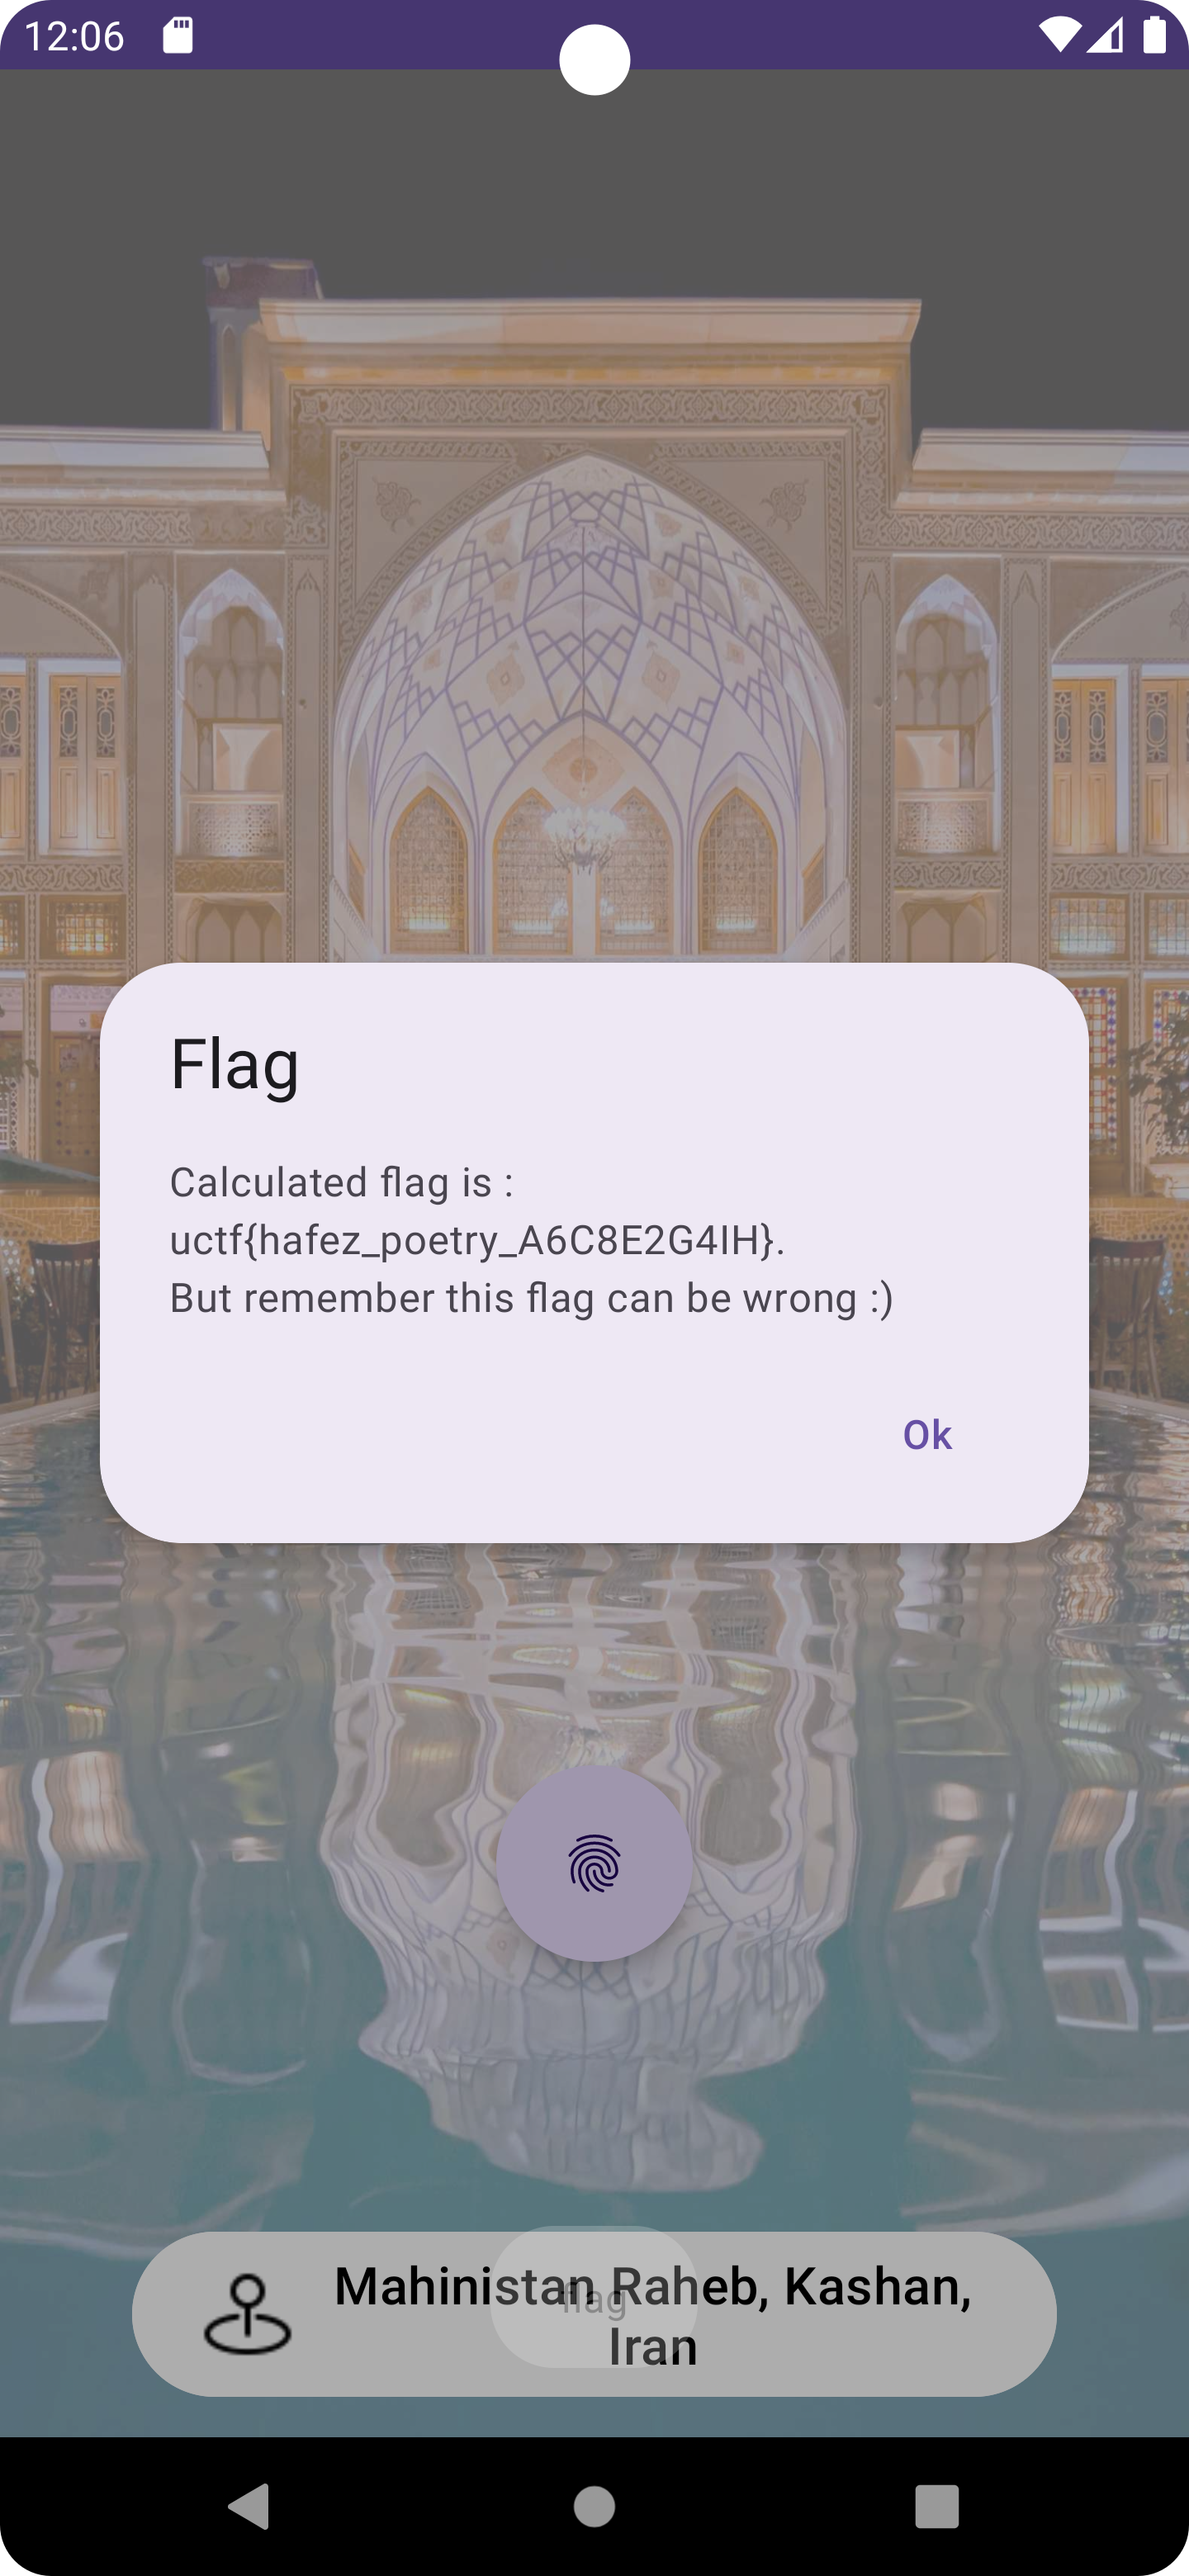 12:06
Flag
Calculated flag is :
uctf{hafez_poetry_A6C8E2G4IH}.
But remember this flag can be wrong :)
Ok
Mahinistan Raheb, Kashan,
flag
Iran